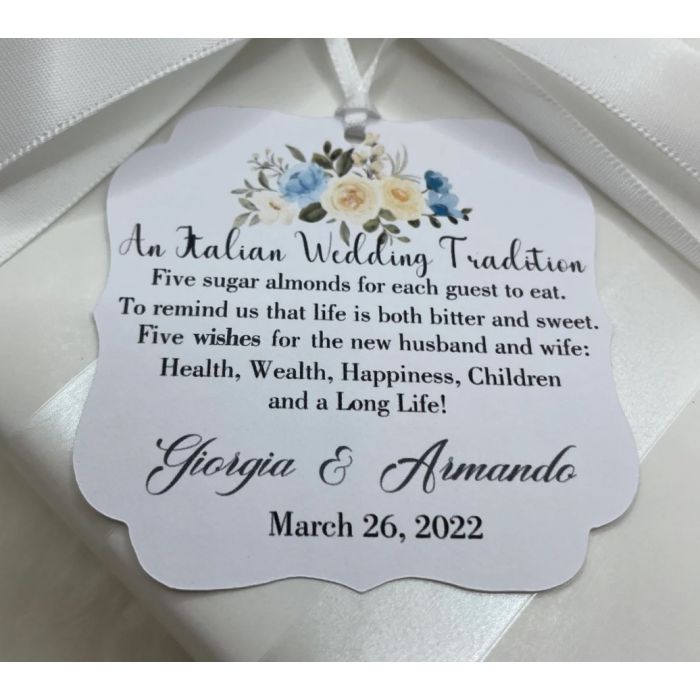 An Italian Wedding Tradition
Five sugar almonds for each guest to eat.
To remind us that life is both bitter and sweet.
Five wishes for the new husband and wife:
Health, Wealth, Happiness, Children
and a Long Life!
Giorgia & Armando
March 26, 2022